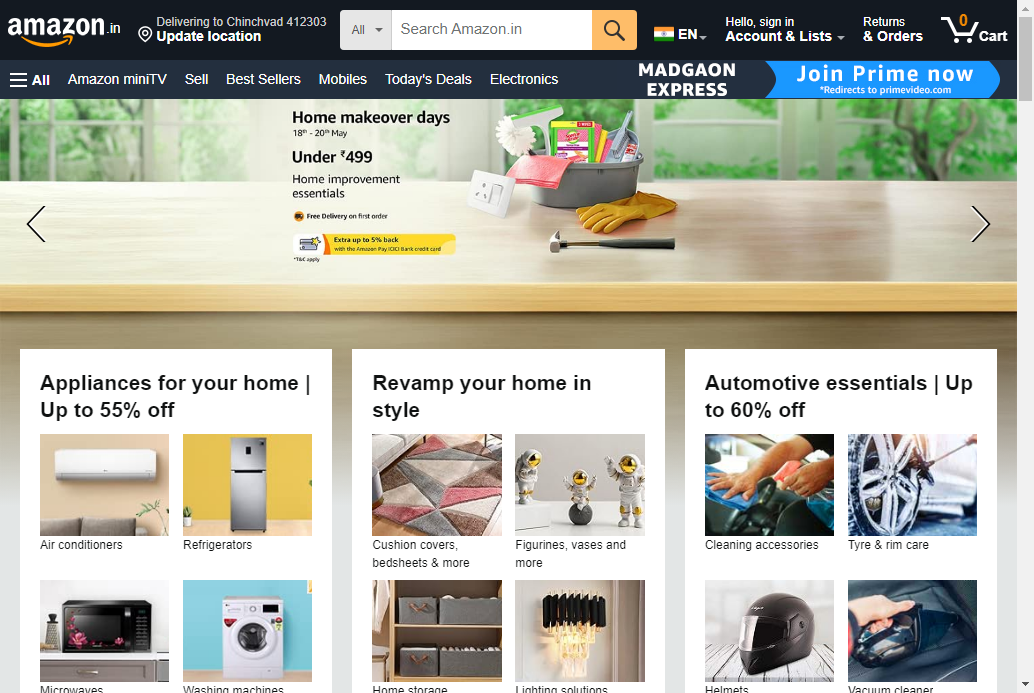 amazon.in
Delivering to Chinchvad 412303
Update location
All
Search Amazon.in
EN
Hello, sign in
Account & Lists
Returns
& Orders
0
Cart
All
Amazon miniTV
Sell
Best Sellers
Mobiles
Today's Deals
Electronics
MADGAON
EXPRESS
Join Prime now
*Redirects to primevideo.com
Home makeover days
18th - 20th May
Under ₹499
Home improvement
essentials
Free Delivery on first order
Extra up to 5% back
with the Amazon Pay ICICI Bank credit card
*T&C apply
Appliances for your home |
Up to 55% off
Air conditioners
Refrigerators
Microwaves
Washing machines
Revamp your home in
style
Cushion covers,
bedsheets & more
Figurines, vases and
more
Home storage
Lighting solutions
Automotive essentials | Up
to 60% off
Cleaning accessories
Tyre & rim care
Helmets
Vacuum cleaner